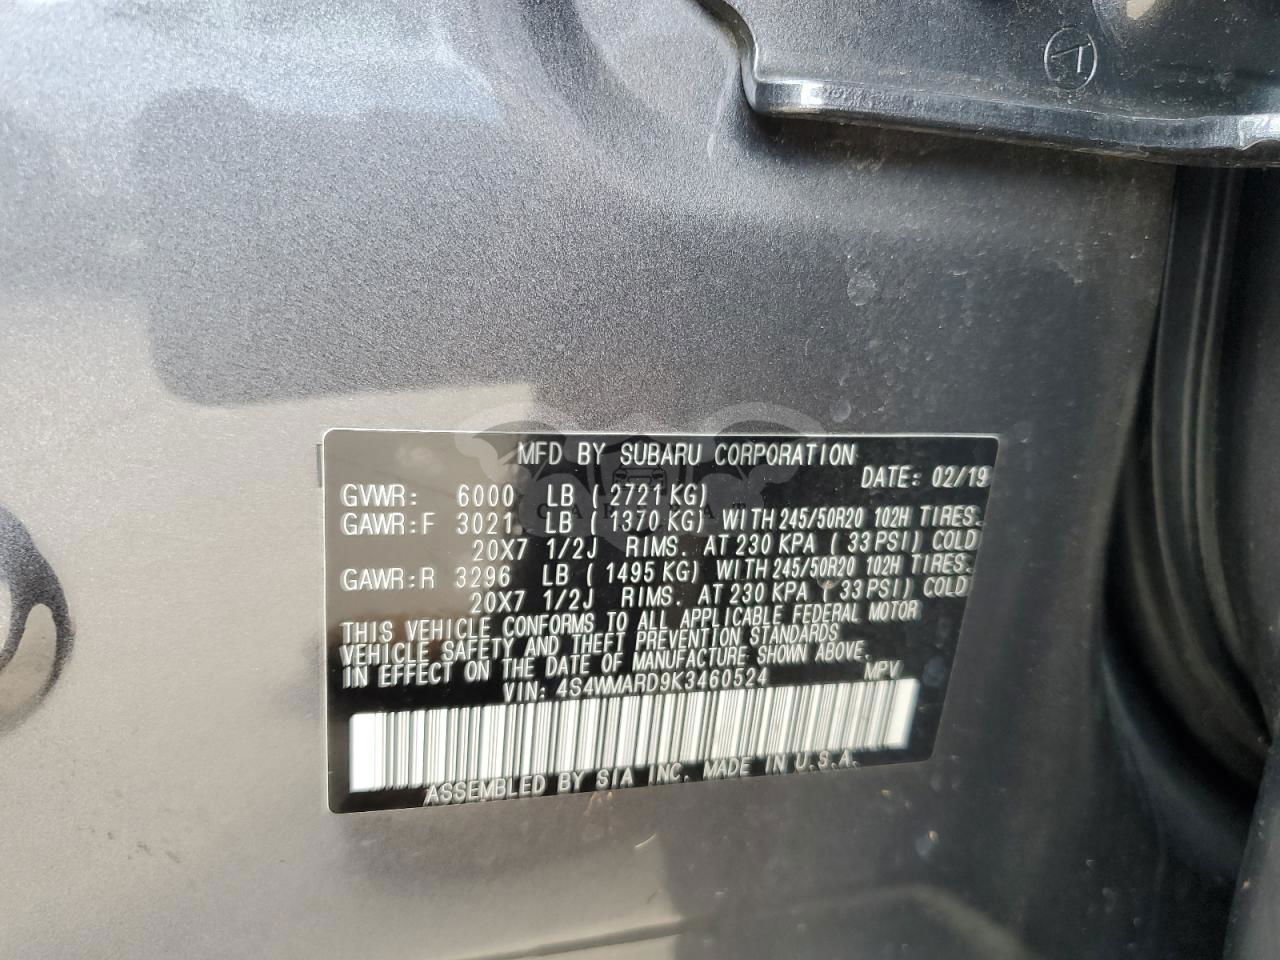 MFD BY SUBARU CORPORATION
DATE: 02/19
GVWR: 6000 LB ( 2721 KG)
GAWR:F 3021 LB ( 1370 KG) WITH 245/50R20 102H TIRES.
20X7 1/2J RIMS. AT 230 KPA ( 33 PSI) COLD
GAWR:R 3296 LB ( 1495 KG) WITH 245/50R20 102H TIRES.
20X7 1/2J RIMS. AT 230 KPA ( 33 PSI) COLD
THIS VEHICLE CONFORMS TO ALL APPLICABLE FEDERAL MOTOR
VEHICLE SAFETY AND THEFT PREVENTION STANDARDS
IN EFFECT ON THE DATE OF MANUFACTURE SHOWN ABOVE.
VIN: 4S4WMARD9K3460524 MPV
ASSEMBLED BY SIA INC. MADE IN U.S.A.